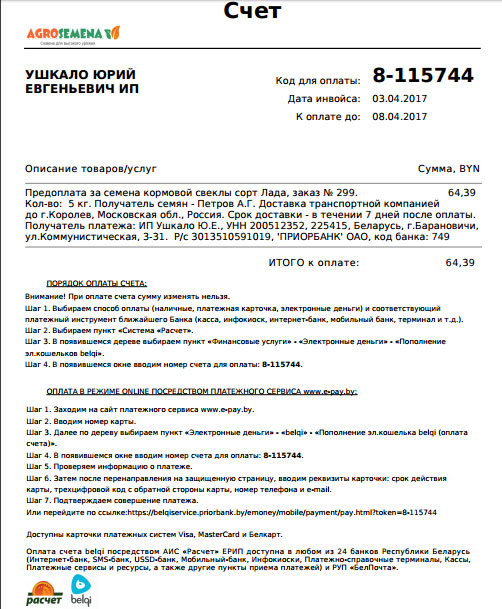 Счет
AGROSEMENA
Семена для высокого урожая
УШКАЛО ЮРИЙ
ЕВГЕНЬЕВИЧ ИП
Код для оплаты: 8-115744
Дата инвойса: 03.04.2017
К оплате до: 08.04.2017
Описание товаров/услуг Сумма, BYN
Предоплата за семена кормовой свеклы сорт Лада, заказ № 299. 64,39
Кол-во: 5 кг. Получатель семян - Петров А.Г. Доставка транспортной компанией
до г.Королев, Московская обл., Россия. Срок доставки - в течении 7 дней после оплаты.
Получатель платежа: ИП Ушкало Ю.Е., УНН 200512352, 225415, Беларусь, г.Барановичи,
ул.Коммунистическая, 3-31. Р/с 3013510591019, 'ПРИОРБАНК' ОАО, код банка: 749
ИТОГО к оплате: 64,39
ПОРЯДОК ОПЛАТЫ СЧЕТА:
Внимание! При оплате счета сумму изменять нельзя.
Шаг 1. Выбираем способ оплаты (наличные, платежная карточка, электронные деньги) и соответствующий
платежный инструмент ближайшего Банка (касса, инфокиоск, интернет-банк, мобильный банк, терминал и т.д.).
Шаг 2. Выбираем пункт «Система «Расчет».
Шаг 3. В появившемся дереве выбираем пункт «Финансовые услуги» - «Электронные деньги» - «Пополнение
эл.кошельков belqi».
Шаг 4. В появившемся окне вводим номер счета для оплаты: 8-115744.
ОПЛАТА В РЕЖИМЕ ONLINE ПОСРЕДСТВОМ ПЛАТЕЖНОГО СЕРВИСА www.e-pay.by:
Шаг 1. Заходим на сайт платежного сервиса www.e-pay.by.
Шаг 2. Вводим номер карты.
Шаг 3. Далее по дереву выбираем пункт «Электронные деньги» - «belqi» - «Пополнение эл.кошелька belqi (оплата
счета)».
Шаг 4. В появившемся окне вводим номер счета для оплаты: 8-115744.
Шаг 5. Проверяем информацию о платеже.
Шаг 6. Затем после перенаправления на защищенную страницу, вводим реквизиты карточки: срок действия
карты, трехцифровой код с обратной стороны карты, номер телефона и e-mail.
Шаг 7. Подтверждаем совершение платежа.
Или перейдите по ссылке:https://belqiservice.priorbank.by/emoney/mobile/payment/pay.html?token=8-115744
Доступны карточки платежных систем Visa, MasterCard и Белкарт.
Оплата счета belqi посредством АИС «Расчет» ЕРИП доступна в любом из 24 банков Республики Беларусь
(Интернет-банк, SMS-банк, USSD-банк, Мобильный-банк, Инфокиоски, Платежно-справочные терминалы, Кассы,
Платежные сервисы и ресурсы, а также другие пункты приема платежей) и РУП «БелПочта».
расчет belqi